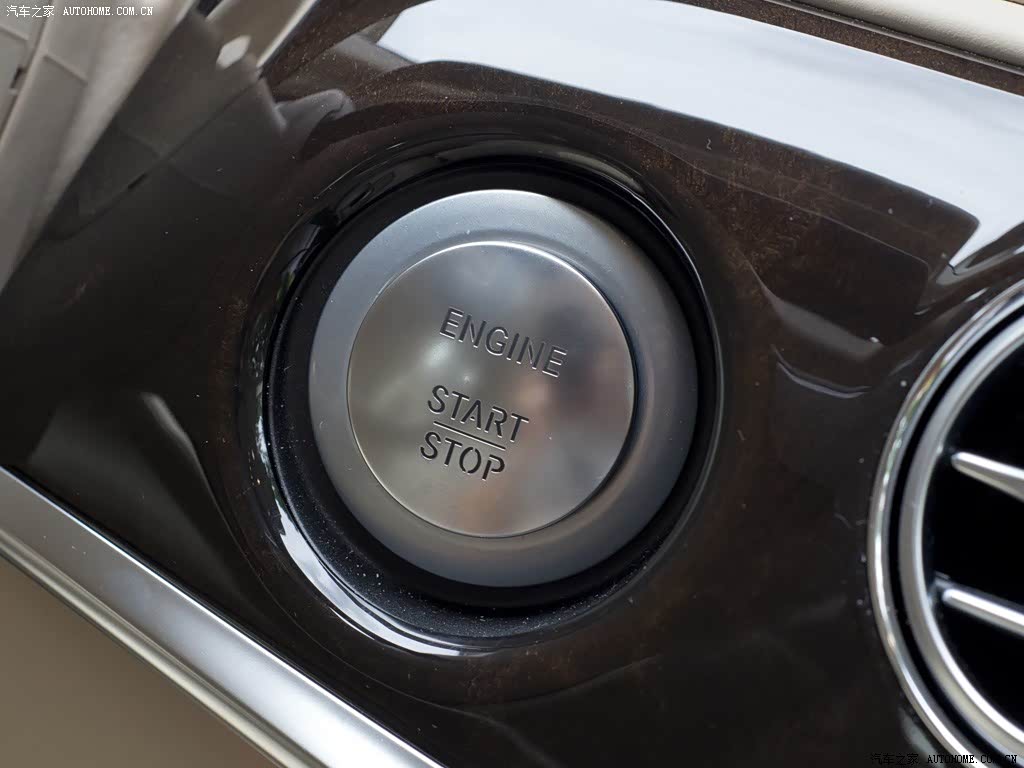 汽车之家 AUTOHOME.COM.CN
ENGINE
START
STOP
汽车之家 AUTOHOME.COM.CN